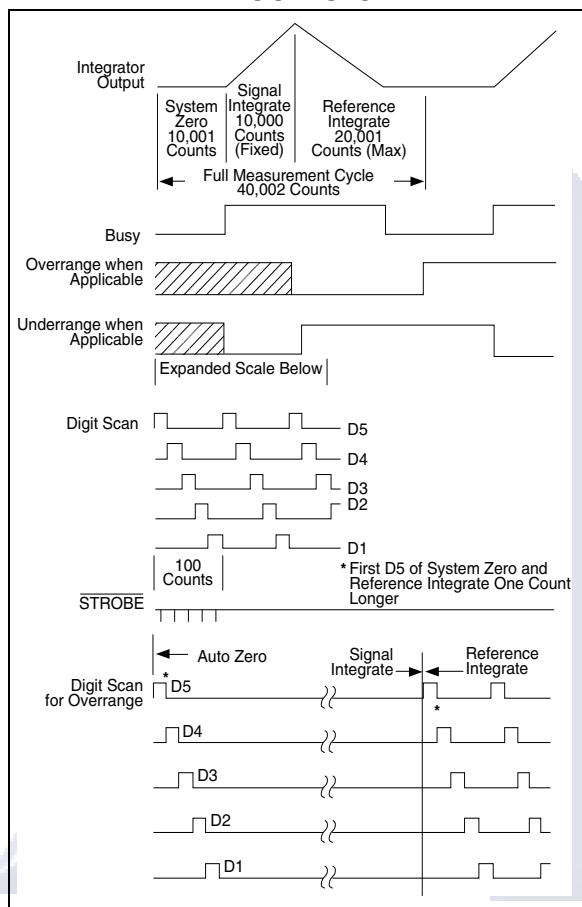 Integrator
Output
System
Zero
10,001
Counts
Signal
Integrate
10,000
Counts
(Fixed)
Reference
Integrate
20,001
Counts (Max)
Full Measurement Cycle
40,002 Counts
Busy
Overrange when
Applicable
Underrange when
Applicable
Expanded Scale Below
Digit Scan
D5
D4
D3
D2
D1
100
Counts
* First D5 of System Zero and
Reference Integrate One Count
Longer
STROBE
Auto Zero
Signal
Integrate
Reference
Integrate
Digit Scan
for Overrange
* D5
*
D4
D3
D2
D1